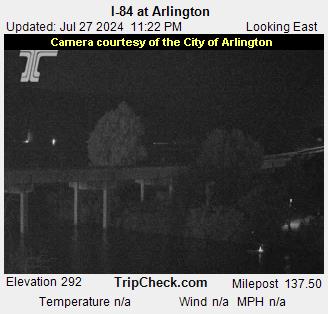 I-84 at Arlington
Updated: Jul 27 2024 11:22 PM Looking East
Camera courtesy of the City of Arlington
Elevation 292 TripCheck.com Milepost 137.50
Temperature n/a Wind n/a MPH n/a